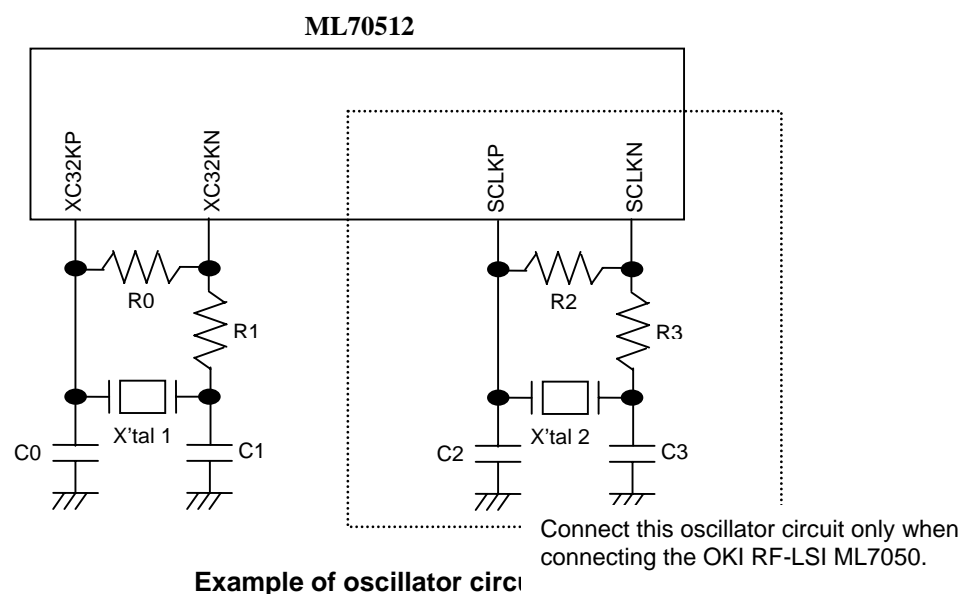 ML70512
XC32KP
XC32KN
SCLKP
SCLKN
R0
R1
R2
R3
X'tal 1
X'tal 2
C0
C1
C2
C3
Connect this oscillator circuit only when
connecting the OKI RF-LSI ML7050.
Example of oscillator